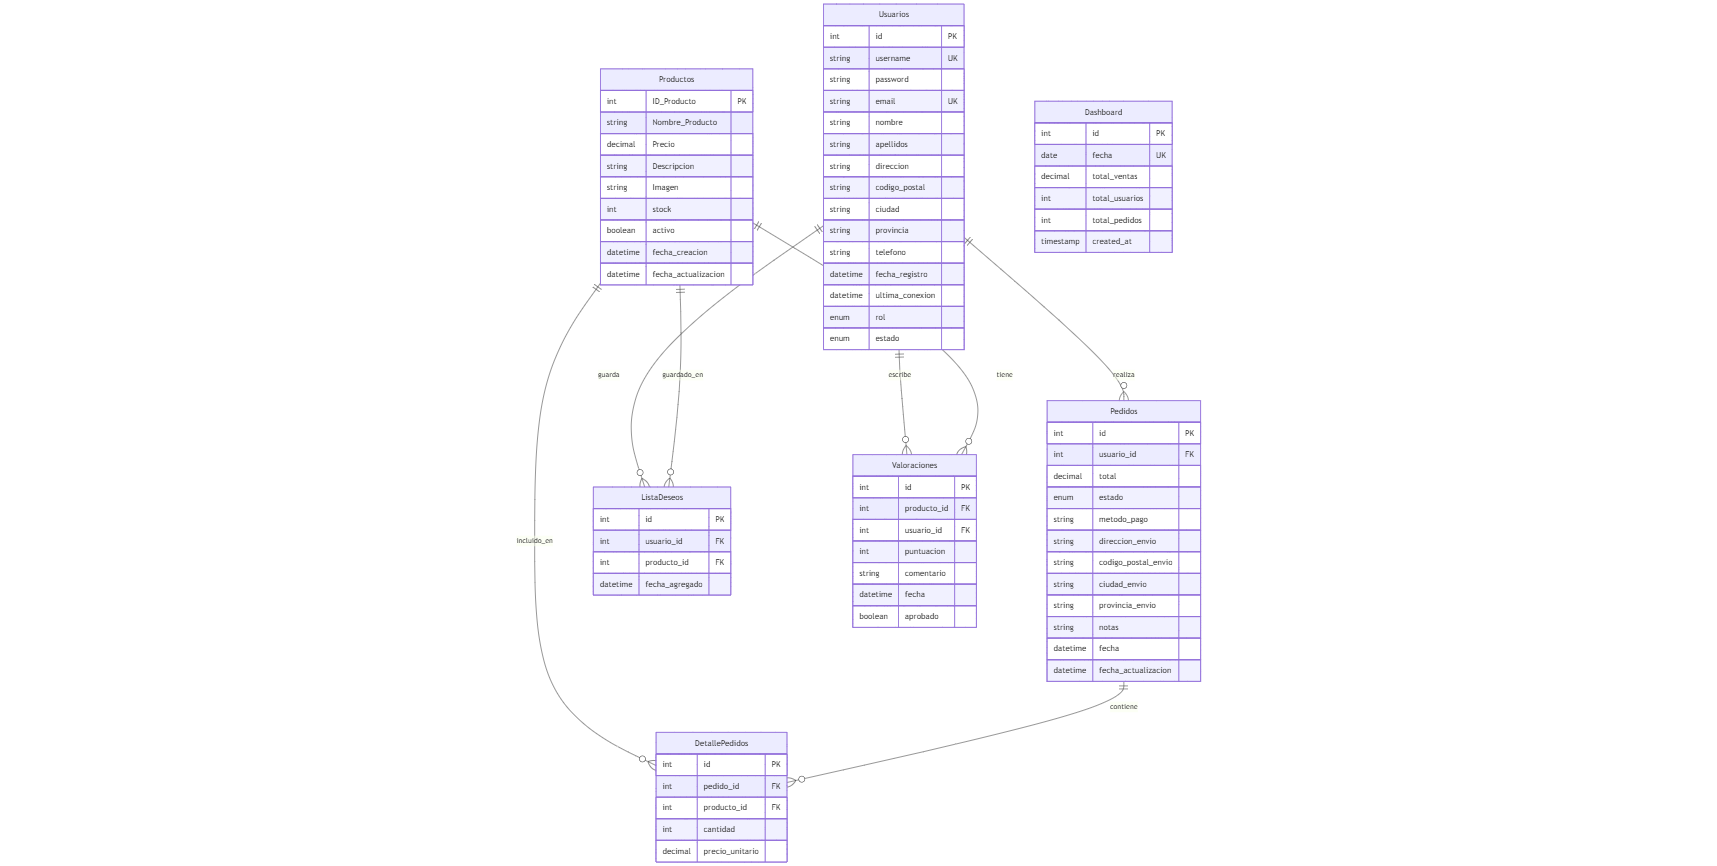 Usuarios
int id PK
string username UK
string password
string email UK
string nombre
string apellidos
string direccion
string codigo_postal
string ciudad
string provincia
string telefono
datetime fecha_registro
datetime ultima_conexion
enum rol
enum estado
Productos
int ID_Producto PK
string Nombre_Producto
decimal Precio
string Descripcion
string Imagen
int stock
boolean activo
datetime fecha_creacion
datetime fecha_actualizacion
Dashboard
int id PK
date fecha UK
decimal total_ventas
int total_usuarios
int total_pedidos
timestamp created_at
guarda
guardado_en
escribe
tiene
realiza
Pedidos
int id PK
int usuario_id FK
decimal total
enum estado
string metodo_pago
string direccion_envio
string codigo_postal_envio
string ciudad_envio
string provincia_envio
string notas
datetime fecha
datetime fecha_actualizacion
Valoraciones
int id PK
int producto_id FK
int usuario_id FK
int puntuacion
string comentario
datetime fecha
boolean aprobado
ListaDeseos
int id PK
int usuario_id FK
int producto_id FK
datetime fecha_agregado
incluido_en
contiene
DetallePedidos
int id PK
int pedido_id FK
int producto_id FK
int cantidad
decimal precio_unitario